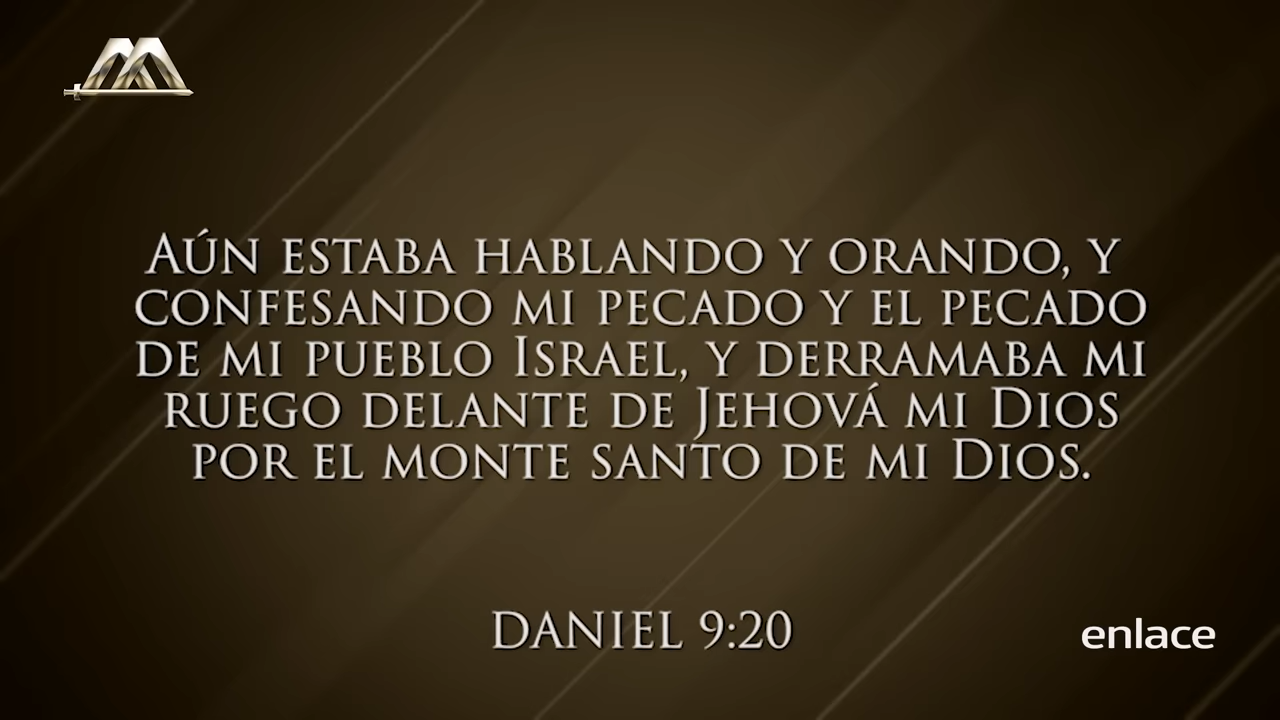 Aún estaba hablando y orando, y
confesando mi pecado y el pecado
de mi pueblo Israel, y derramaba mi
ruego delante de Jehová mi Dios
por el monte santo de mi Dios.
DANIEL 9:20
enlace